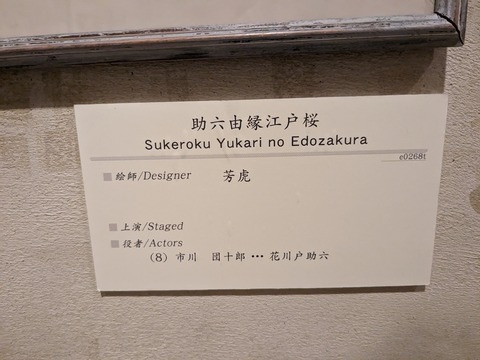 助六由縁江戸桜
Sukeroku Yukari no Edozakura
e0268t
絵師/Designer 芳虎
上演/Staged
役者/Actors
(8) 市川 団十郎 … 花川戸助六